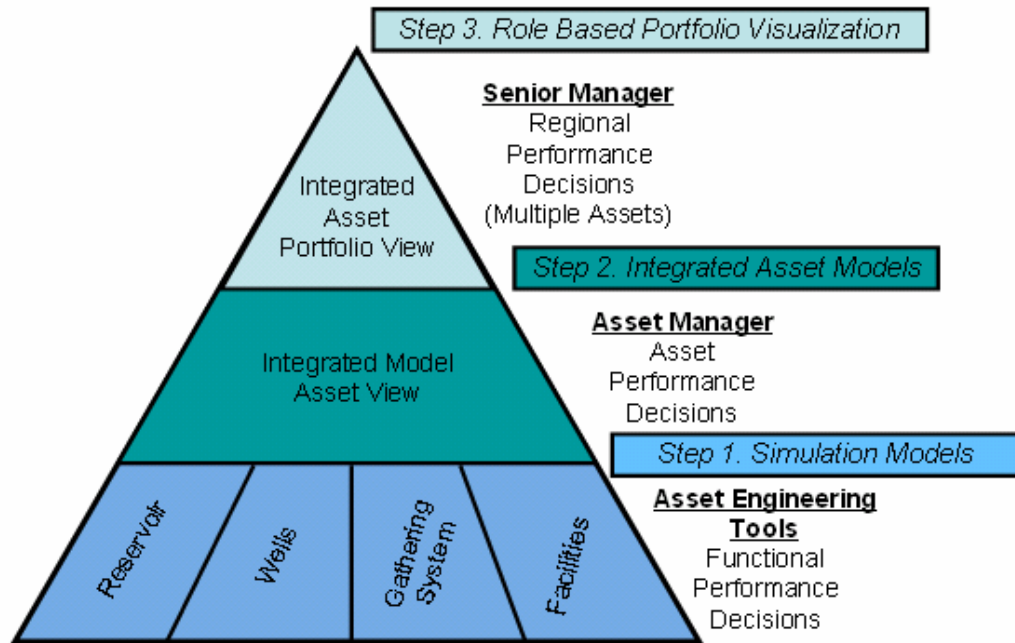 Step 3. Role Based Portfolio Visualization
Senior Manager
Regional
Performance
Decisions
(Multiple Assets)
Integrated
Asset
Portfolio View
Step 2. Integrated Asset Models
Asset Manager
Asset
Performance
Decisions
Integrated Model
Asset View
Step 1. Simulation Models
Asset Engineering
Tools
Functional
Performance
Decisions
Reservoir
Wells
Gathering
System
Facilities